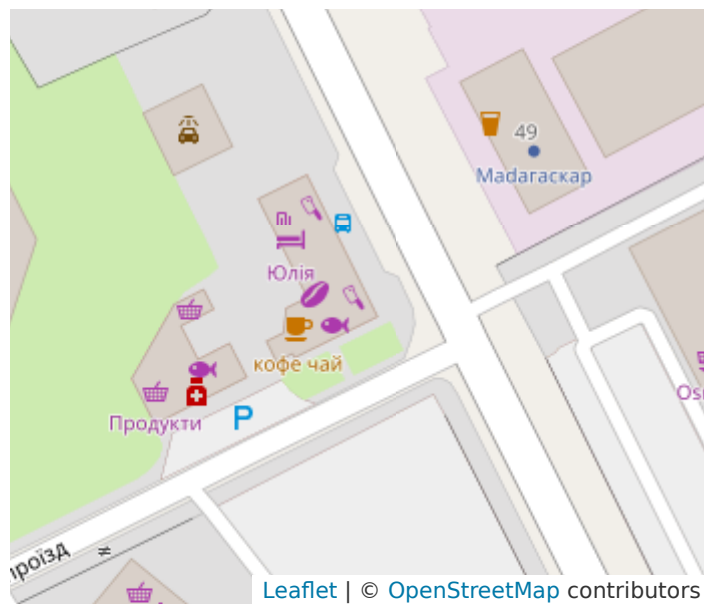 49
Мадагаскар
Юлія
кофе чай
Продукти
P
Leaflet | © OpenStreetMap contributors